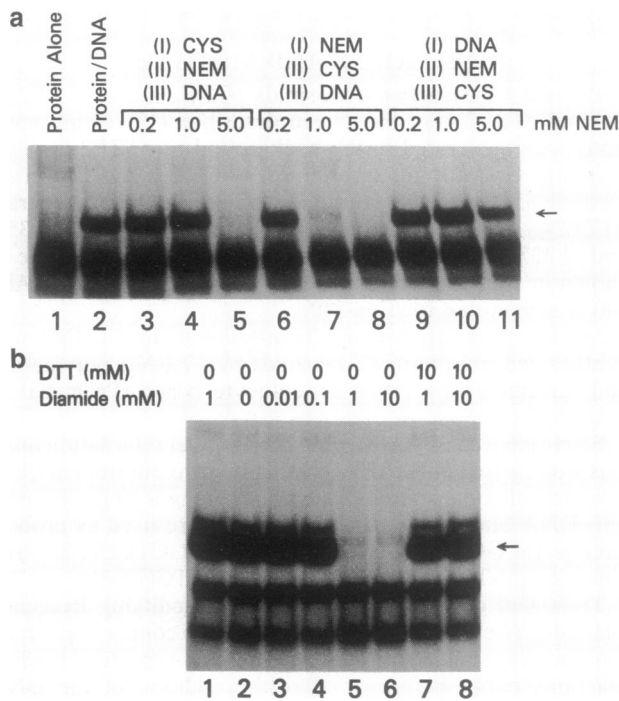 a
Protein Alone
Protein/DNA
(I) CYS (I) NEM (I) DNA
(II) NEM (II) CYS (II) NEM
(III) DNA (III) DNA (III) CYS
0.2 1.0 5.0 0.2 1.0 5.0 0.2 1.0 5.0 mM NEM
←
1 2 3 4 5 6 7 8 9 10 11
b
DTT (mM) 0 0 0 0 0 0 10 10
Diamide (mM) 1 0 0.01 0.1 1 10 1 10
←
1 2 3 4 5 6 7 8